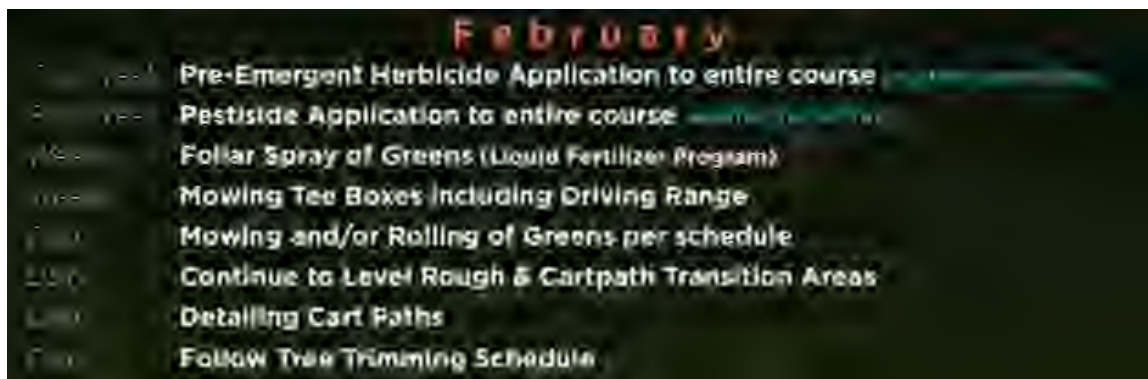 February
Pre-Emergent Herbicide Application to entire course
Pestiside Application to entire course
Foliar Spray of Greens (Liquid Fertilizer Program)
Mowing Tee Boxes Including Driving Range
Mowing and/or Rolling of Greens per schedule
Continue to Level Rough & Cartpath Transition Areas
Detailing Cart Paths
Follow Tree Trimming Schedule